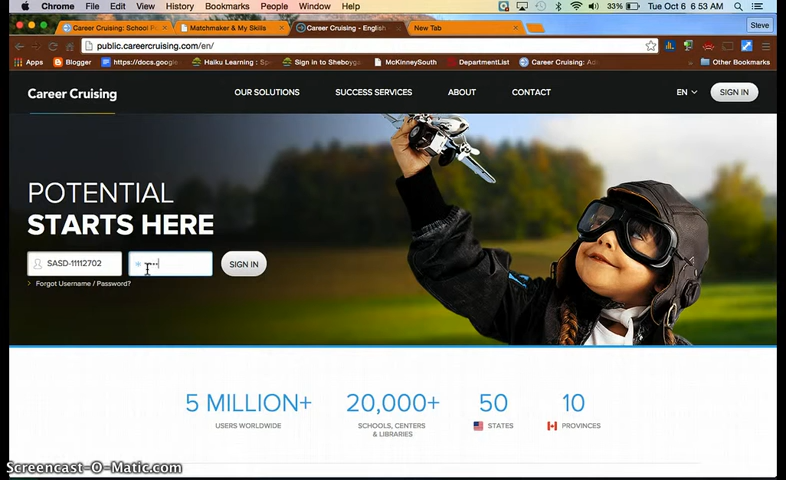 Chrome File Edit View History Bookmarks People Window Help 33% Tue Oct 6 6:53 AM
Career Cruising: School P Matchmaker & My Skills Career Cruising - English New Tab Steve
public.careercruising.com/en/
Apps Blogger https://docs.google Haiku Learning : Sp Sign in to Sheboyga McKinneySouth DepartmentList Career Cruising: Ad Other Bookmarks
Career Cruising OUR SOLUTIONS SUCCESS SERVICES ABOUT CONTACT EN SIGN IN
POTENTIAL
STARTS HERE
SASD-11112702 SIGN IN
Forgot Username / Password?
5 MILLION+ 20,000+ 50 10
USERS WORLDWIDE SCHOOLS, CENTERS & LIBRARIES STATES PROVINCES
Screencast-O-Matic.com